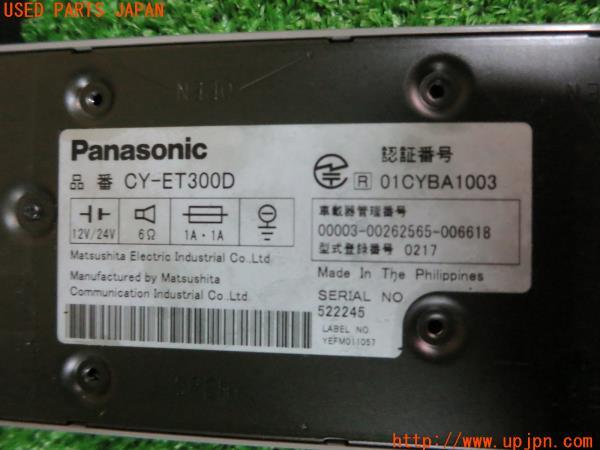 USED PARTS JAPAN
Panasonic
品 番 CY-ET300D
12V/24V
6Ω
1A・1A
Matsushita Electric Industrial Co.,Ltd.
Manufactured by Matsushita
Communication Industrial Co.,Ltd.
認証番号
R 01CYBA1003
車載器管理番号
00003-00262565-006618
型式登録番号 0217
Made In The Philippines
SERIAL NO
522245
LABEL NO.
YEFM011057
http://www.upjpn.com/